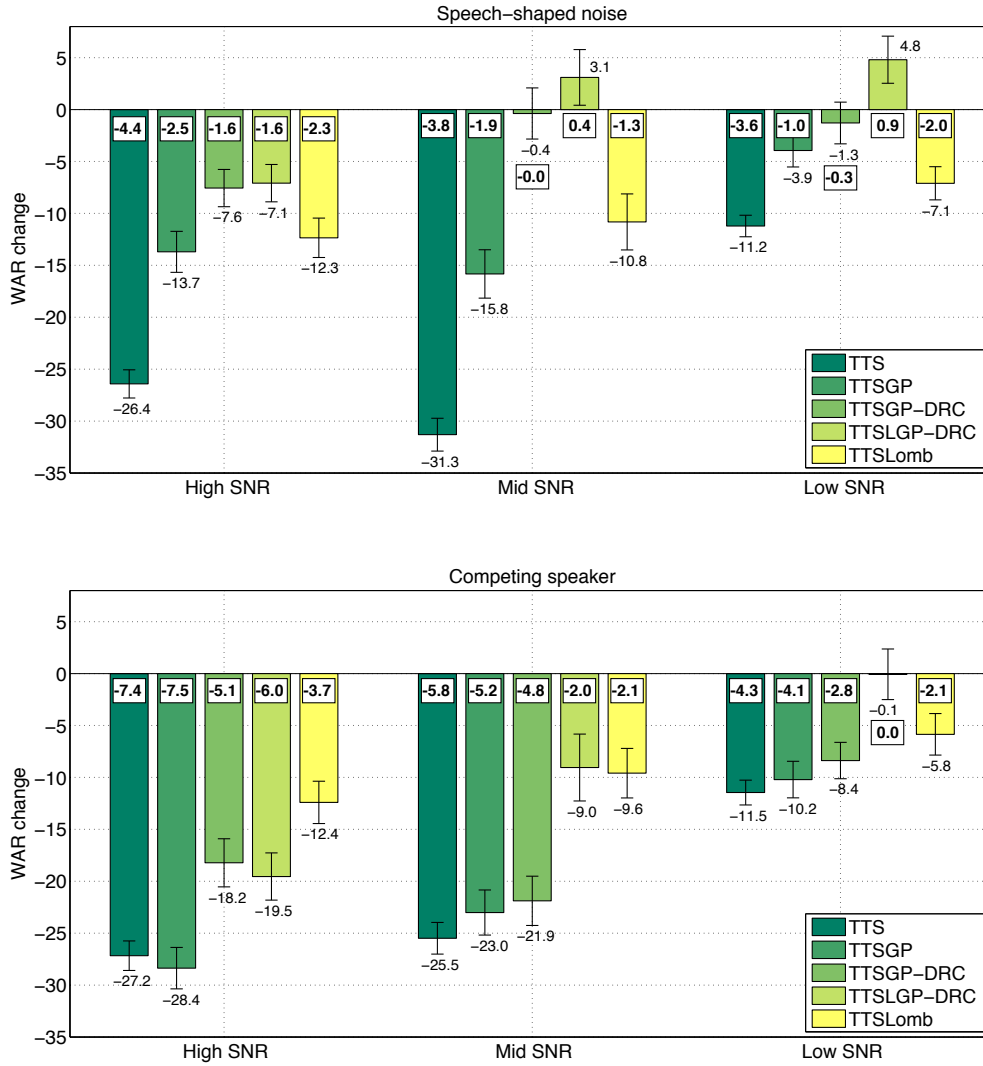 Speech−shaped noise
WAR change
5
0
−5
−10
−15
−20
−25
−30
−35
-4.4 -2.5 -1.6 -1.6 -2.3
−26.4 −13.7 −7.6 −7.1 −12.3
-3.8 -1.9 -0.0 0.4 -1.3
−31.3 −15.8 −0.4 3.1 −10.8
-3.6 -1.0 -0.3 0.9 -2.0
−11.2 −3.9 −1.3 4.8 −7.1
TTS
TTSGP
TTSGP−DRC
TTSLGP−DRC
TTSLomb
High SNR Mid SNR Low SNR
Competing speaker
WAR change
5
0
−5
−10
−15
−20
−25
−30
−35
-7.4 -7.5 -5.1 -6.0 -3.7
−27.2 −28.4 −18.2 −19.5 −12.4
-5.8 -5.2 -4.8 -2.0 -2.1
−25.5 −23.0 −21.9 −9.0 −9.6
-4.3 -4.1 -2.8 0.0 -2.1
−11.5 −10.2 −8.4 −0.1 −5.8
TTS
TTSGP
TTSGP−DRC
TTSLGP−DRC
TTSLomb
High SNR Mid SNR Low SNR